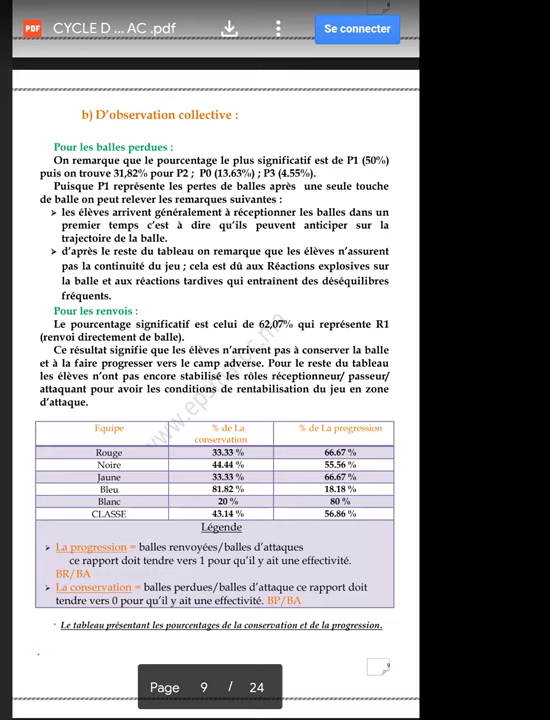 8
PDF CYCLE D ... AC .pdf Se connecter
b) D'observation collective :
Pour les balles perdues :
On remarque que le pourcentage le plus significatif est de P1 (50%)
puis on trouve 31,82% pour P2 ; P0 (13.63%) ; P3 (4.55%).
Puisque P1 représente les pertes de balles après une seule touche
de balle on peut relever les remarques suivantes :
➤ les élèves arrivent généralement à réceptionner les balles dans un
premier temps c'est à dire qu'ils peuvent anticiper sur la
trajectoire de la balle.
➤ d'après le reste du tableau on remarque que les élèves n'assurent
pas la continuité du jeu ; cela est dû aux Réactions explosives sur
la balle et aux réactions tardives qui entraînent des déséquilibres
fréquents.
Pour les renvois :
Le pourcentage significatif est celui de 62,07% qui représente R1
(renvoi directement de balle).
Ce résultat signifie que les élèves n'arrivent pas à conserver la balle
et à la faire progresser vers le camp adverse. Pour le reste du tableau
les élèves n'ont pas encore stabilisé les rôles réceptionneur/ passeur/
attaquant pour avoir les conditions de rentabilisation du jeu en zone
d'attaque.
Equipe % de La conservation % de La progression
Rouge 33.33 % 66.67 %
Noire 44.44 % 55.56 %
Jaune 33.33 % 66.67 %
Bleu 81.82 % 18.18 %
Blanc 20 % 80 %
CLASSE 43.14 % 56.86 %
Légende
➤ La progression = balles renvoyées/balles d'attaques
ce rapport doit tendre vers 1 pour qu'il y ait une effectivité.
BR/BA
➤ La conservation = balles perdues/balles d'attaque ce rapport doit
tendre vers 0 pour qu'il y ait une effectivité. BP/BA
Le tableau présentant les pourcentages de la conservation et de la progression.
9
Page 9 / 24